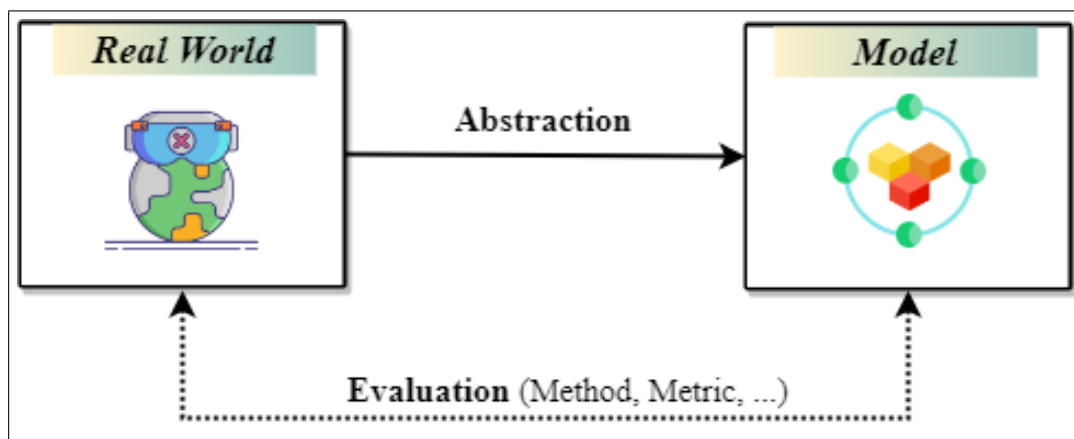 Real World
Model
Abstraction
Evaluation (Method, Metric, ...)